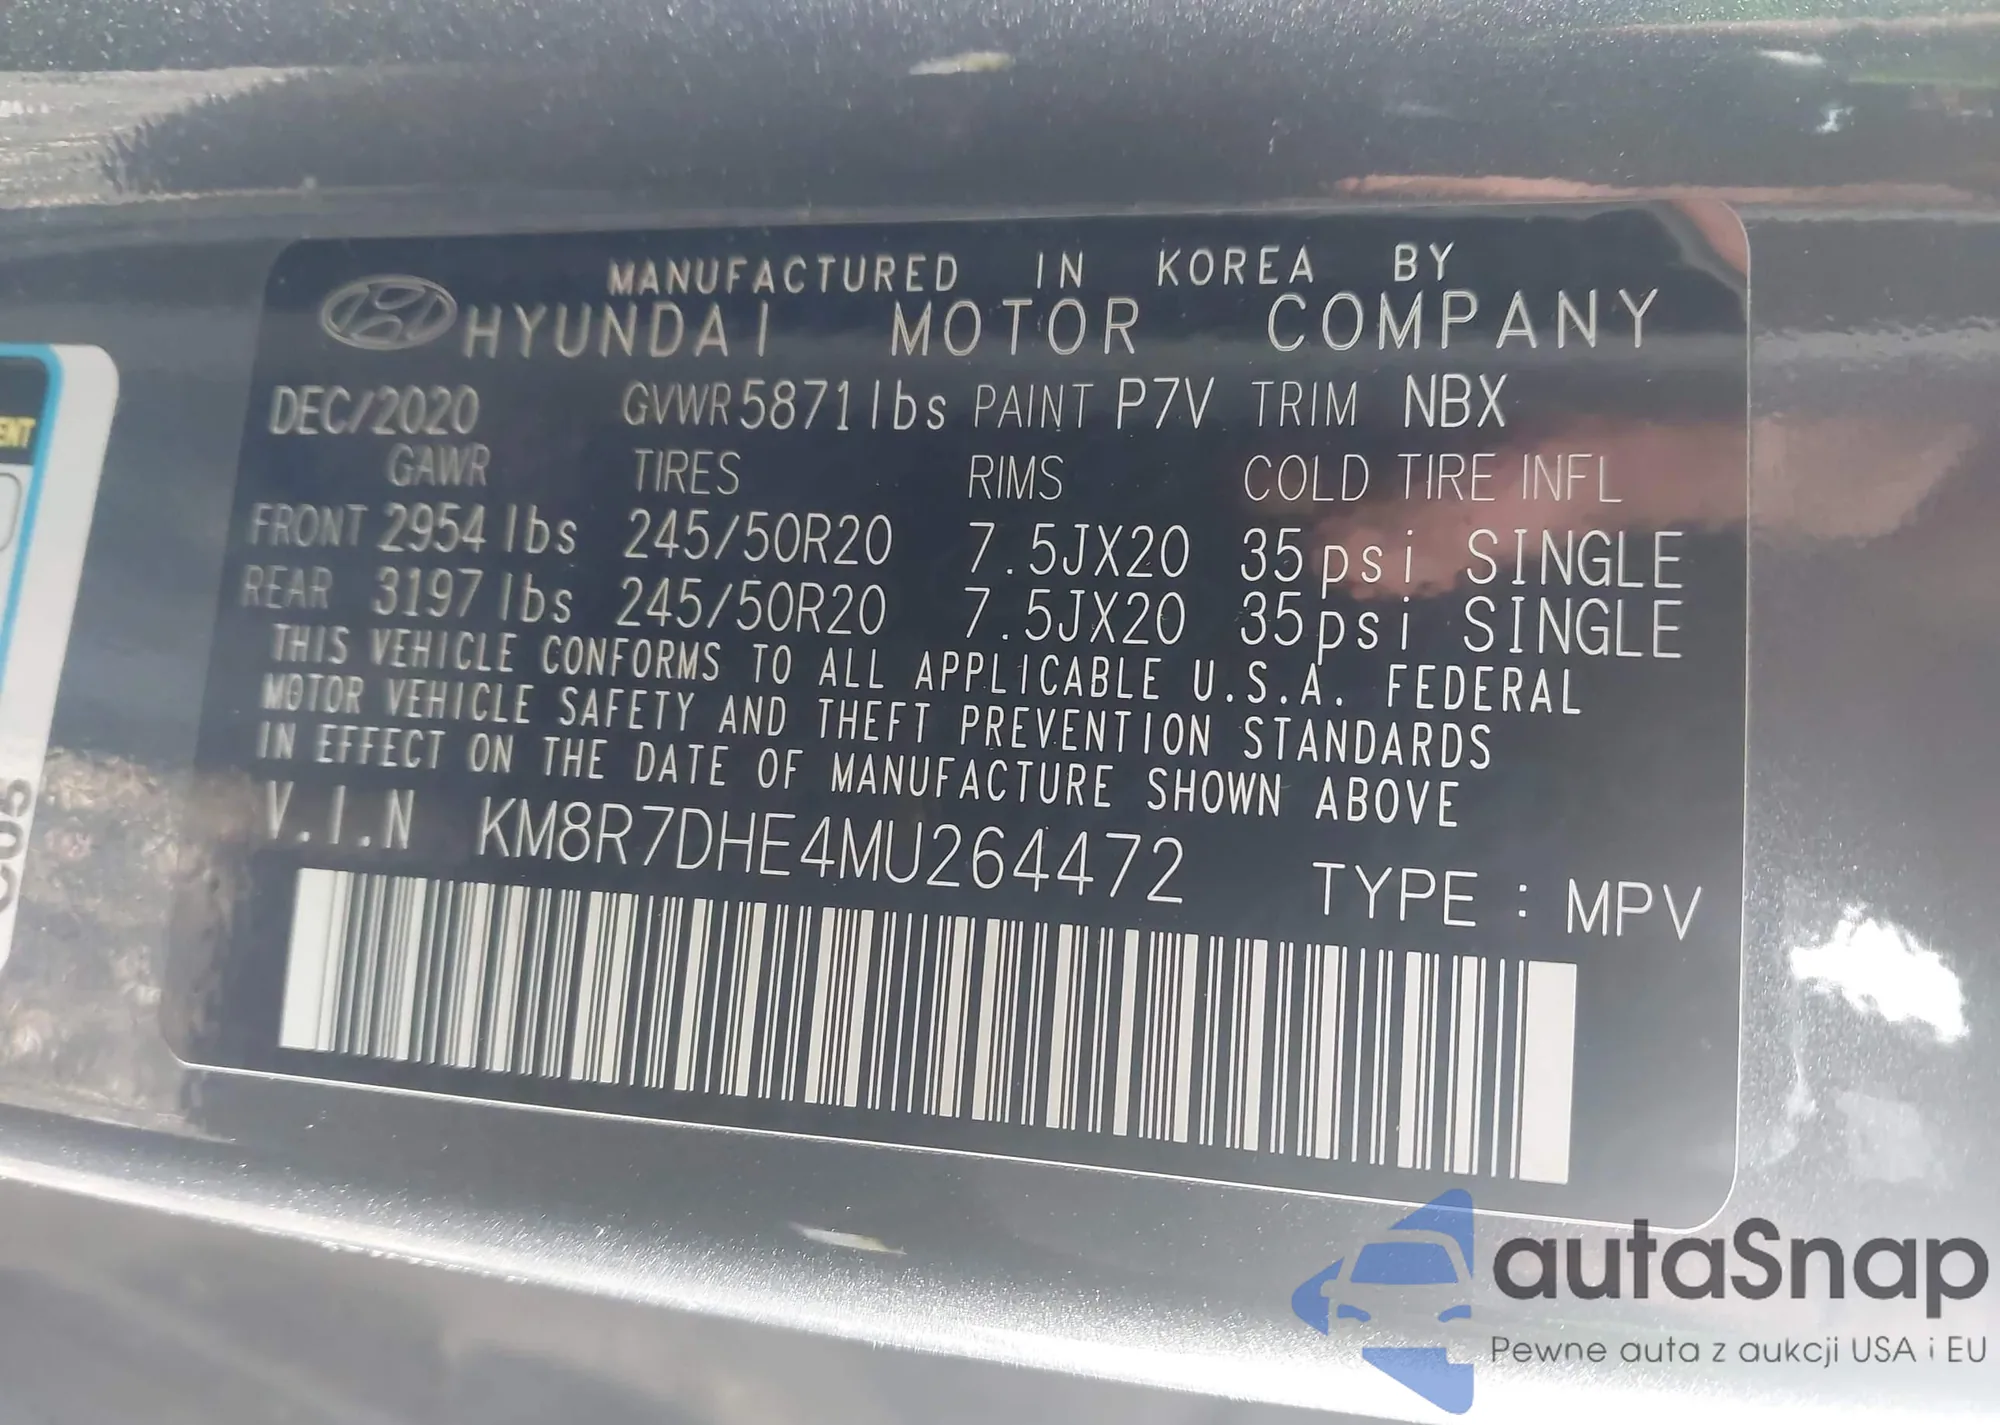 MANUFACTURED IN KOREA BY
HYUNDAI MOTOR COMPANY
DEC/2020 GVWR 5871lbs PAINT P7V TRIM NBX
GAWR TIRES RIMS COLD TIRE INFL
FRONT 2954 lbs 245/50R20 7.5JX20 35psi SINGLE
REAR 3197 lbs 245/50R20 7.5JX20 35psi SINGLE
THIS VEHICLE CONFORMS TO ALL APPLICABLE U.S.A. FEDERAL
MOTOR VEHICLE SAFETY AND THEFT PREVENTION STANDARDS
IN EFFECT ON THE DATE OF MANUFACTURE SHOWN ABOVE
V.I.N KM8R7DHE4MU264472 TYPE : MPV
autaSnap
Pewne auta z aukcji USA i EU